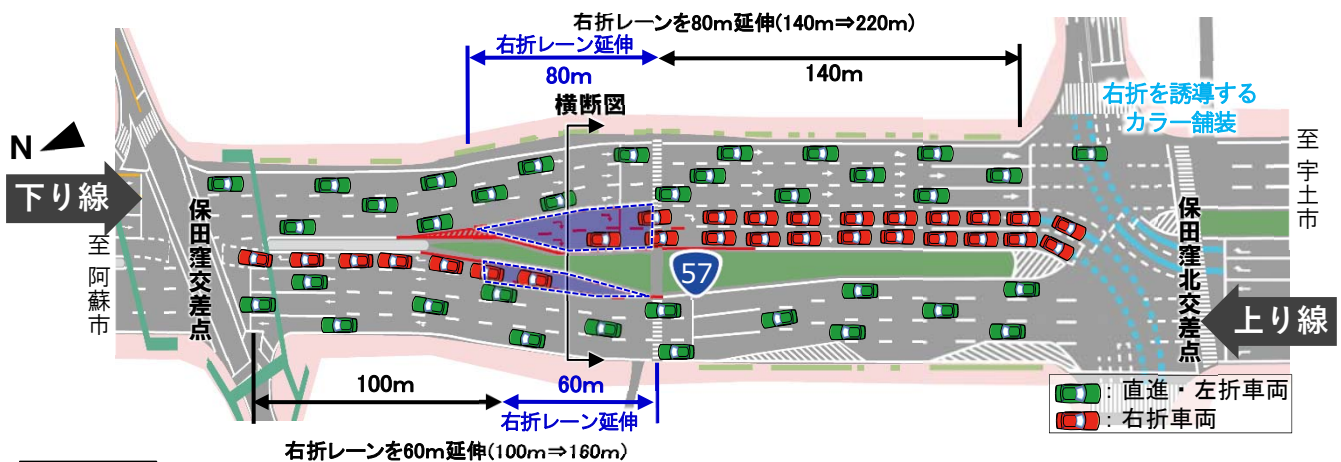 右折レーンを80m延伸(140m⇒220m)
右折レーン延伸
80m
140m
横断図
右折を誘導する
カラー舗装
N
下り線
至 阿蘇市
保田窪交差点
57
至 宇土市
保田窪北交差点
上り線
100m
60m
右折レーン延伸
右折レーンを60m延伸(100m⇒160m)
：直進・左折車両
：右折車両